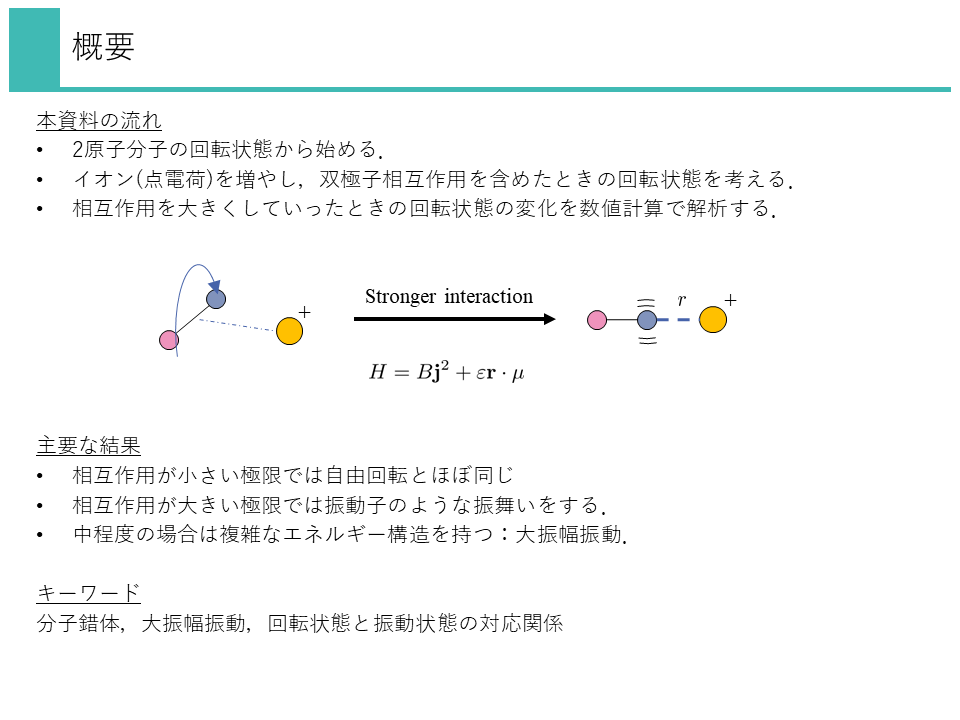 概要
本資料の流れ
• 2原子分子の回転状態から始める.
• イオン(点電荷)を増やし，双極子相互作用を含めたときの回転状態を考える.
• 相互作用を大きくしていったときの回転状態の変化を数値計算で解析する.
+
Stronger interaction
r
+
H = Bj² + εr · μ
主要な結果
• 相互作用が小さい極限では自由回転とほぼ同じ
• 相互作用が大きい極限では振動子のような振舞いをする.
• 中程度の場合は複雑なエネルギー構造を持つ：大振幅振動.
キーワード
分子錯体，大振幅振動，回転状態と振動状態の対応関係